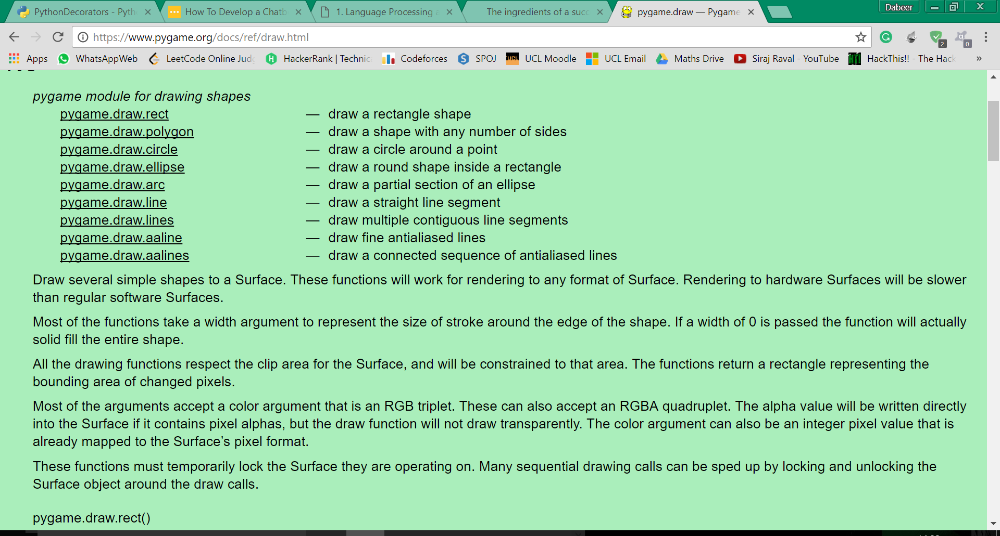 PythonDecorators - Pyth
How To Develop a Chatb
1. Language Processing a
The ingredients of a succ
pygame.draw — Pygame
Dabeer
https://www.pygame.org/docs/ref/draw.html
2
0
Apps
WhatsAppWeb
LeetCode Online Judg
HackerRank | Technic
Codeforces
SPOJ
UCL Moodle
UCL Email
Maths Drive
Siraj Raval - YouTube
HackThis!! - The Hack
»
pygame module for drawing shapes
pygame.draw.rect — draw a rectangle shape
pygame.draw.polygon — draw a shape with any number of sides
pygame.draw.circle — draw a circle around a point
pygame.draw.ellipse — draw a round shape inside a rectangle
pygame.draw.arc — draw a partial section of an ellipse
pygame.draw.line — draw a straight line segment
pygame.draw.lines — draw multiple contiguous line segments
pygame.draw.aaline — draw fine antialiased lines
pygame.draw.aalines — draw a connected sequence of antialiased lines
Draw several simple shapes to a Surface. These functions will work for rendering to any format of Surface. Rendering to hardware Surfaces will be slower
than regular software Surfaces.
Most of the functions take a width argument to represent the size of stroke around the edge of the shape. If a width of 0 is passed the function will actually
solid fill the entire shape.
All the drawing functions respect the clip area for the Surface, and will be constrained to that area. The functions return a rectangle representing the
bounding area of changed pixels.
Most of the arguments accept a color argument that is an RGB triplet. These can also accept an RGBA quadruplet. The alpha value will be written directly
into the Surface if it contains pixel alphas, but the draw function will not draw transparently. The color argument can also be an integer pixel value that is
already mapped to the Surface’s pixel format.
These functions must temporarily lock the Surface they are operating on. Many sequential drawing calls can be sped up by locking and unlocking the
Surface object around the draw calls.
pygame.draw.rect()